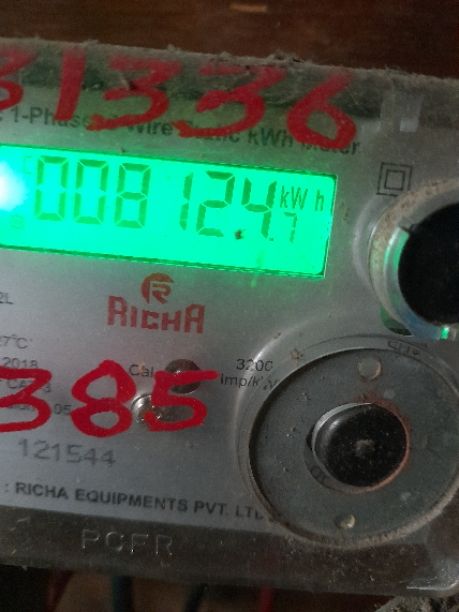 31336
1-Phase 2 Wire Static kWh Meter
008124.7 kWh
RICHA
2018
Cal
3200
imp/k
385
121544
: RICHA EQUIPMENTS PVT. LTD